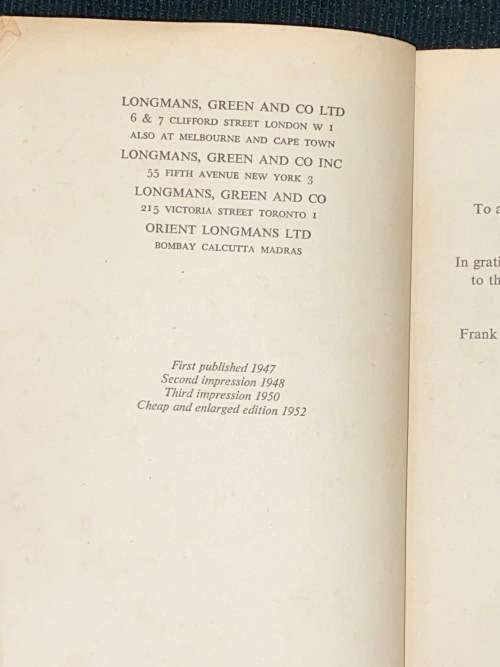 LONGMANS, GREEN AND CO LTD
6 & 7 CLIFFORD STREET LONDON W 1
ALSO AT MELBOURNE AND CAPE TOWN
LONGMANS, GREEN AND CO INC
55 FIFTH AVENUE NEW YORK 3
LONGMANS, GREEN AND CO
215 VICTORIA STREET TORONTO 1
ORIENT LONGMANS LTD
BOMBAY CALCUTTA MADRAS
First published 1947
Second impression 1948
Third impression 1950
Cheap and enlarged edition 1952
To a
In grati
to th
Frank